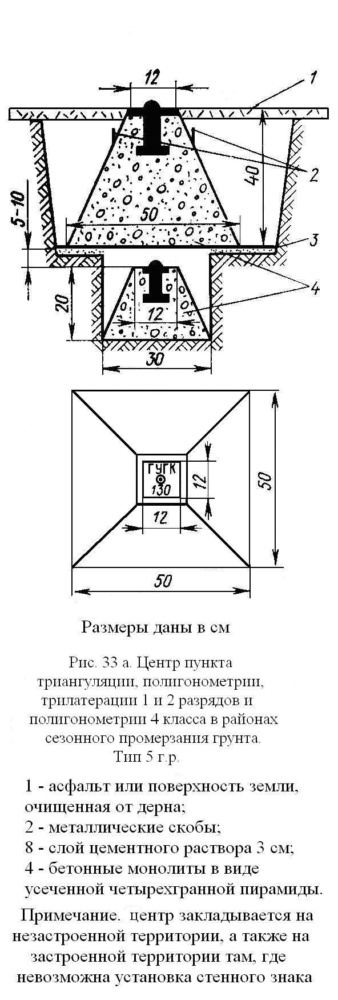 12
1
40
2
5-10
50
3
4
20
12
30
ГУГК
130
12
12
50
50
Размеры даны в см
Рис. 33 а. Центр пункта
триангуляции, полигонометрии,
трилатерации 1 и 2 разрядов и
полигонометрии 4 класса в районах
сезонного промерзания грунта.
Тип 5 г.р.
1 - асфальт или поверхность земли,
очищенная от дерна;
2 - металлические скобы;
8 - слой цементного раствора 3 см;
4 - бетонные монолиты в виде
усеченной четырехгранной пирамиды.
Примечание. центр закладывается на
незастроенной территории, а также на
застроенной территории там, где
невозможна установка стенного знака